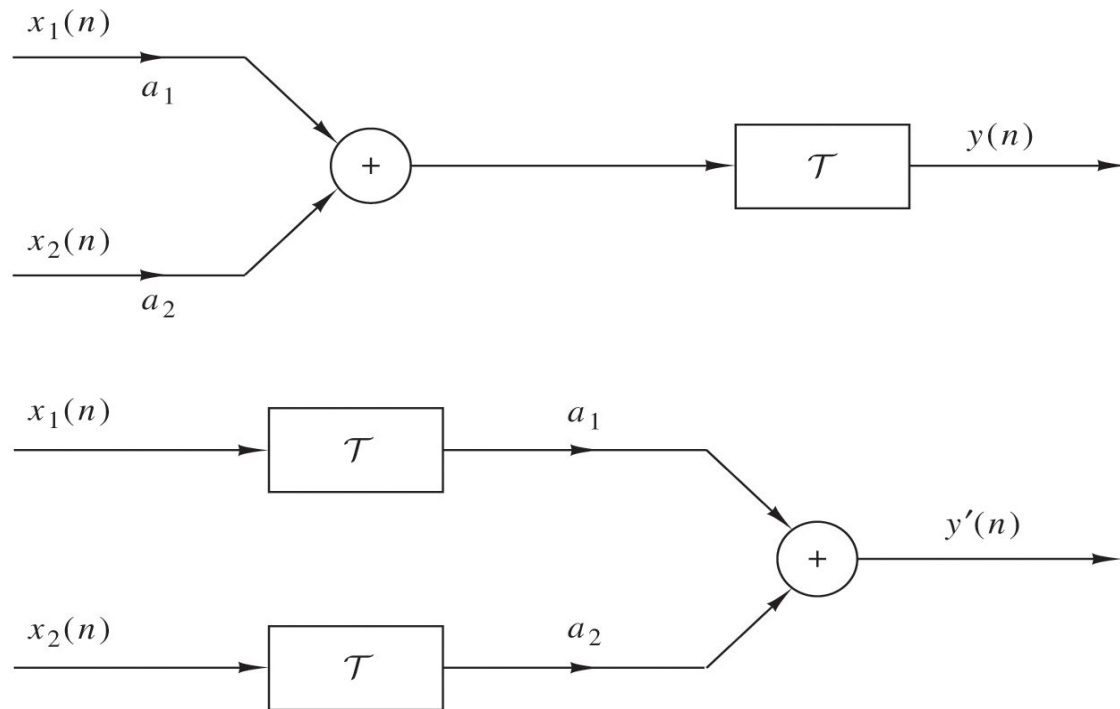 x₁(n)
a₁
+
𝒯
y(n)
x₂(n)
a₂
x₁(n)
𝒯
a₁
+
y′(n)
x₂(n)
𝒯
a₂